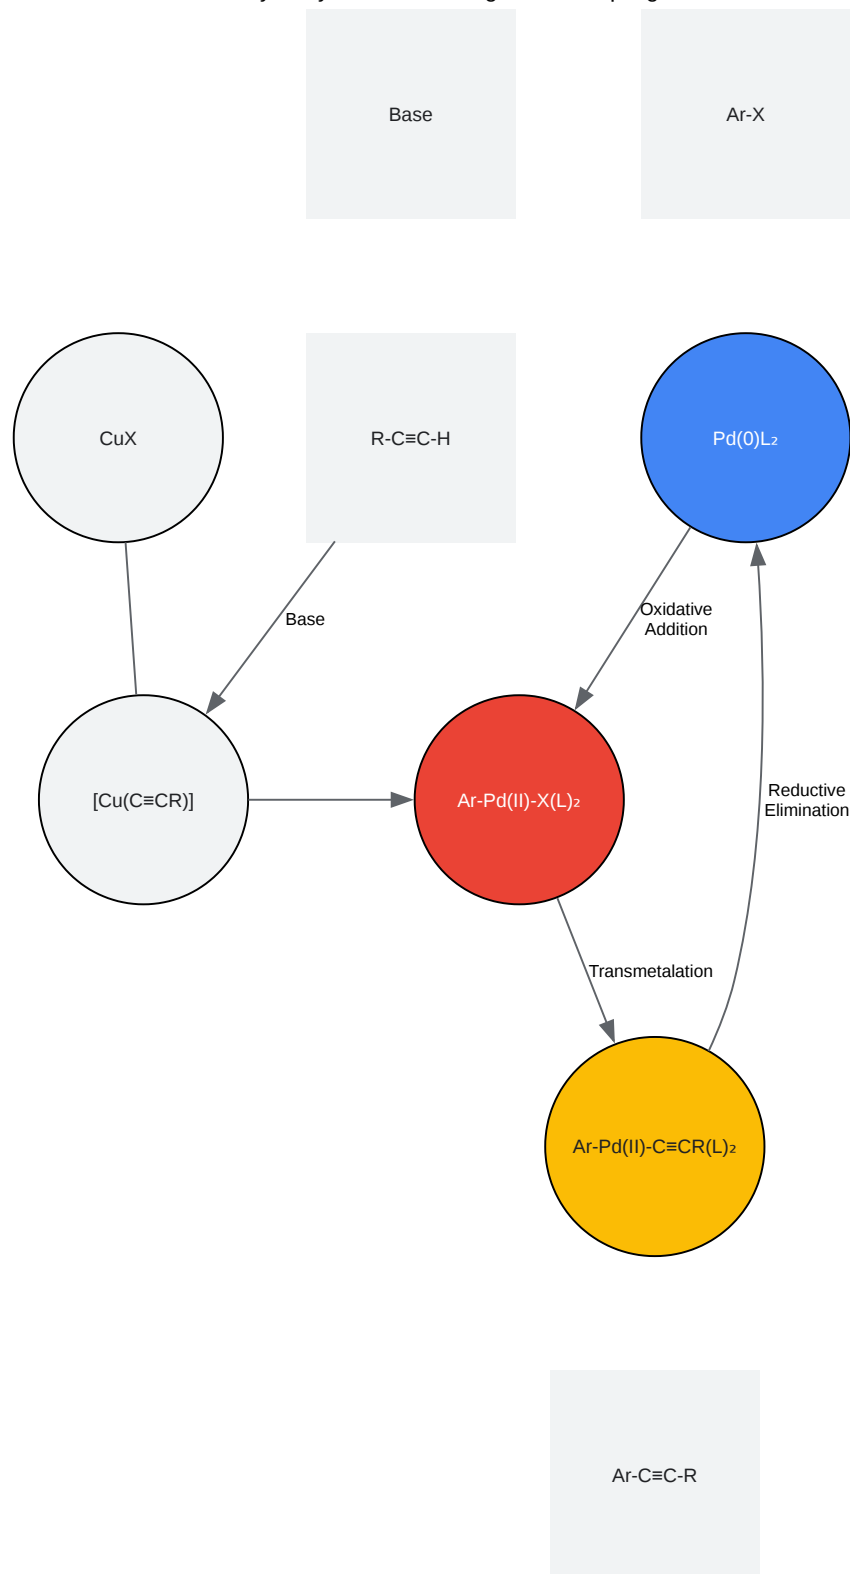 Base
Ar-X
CuX
R-C≡C-H
Pd(0)L₂
Base
Oxidative
Addition
[Cu(C≡CR)]
Ar-Pd(II)-X(L)₂
Reductive
Elimination
Transmetalation
Ar-Pd(II)-C≡CR(L)₂
Ar-C≡C-R